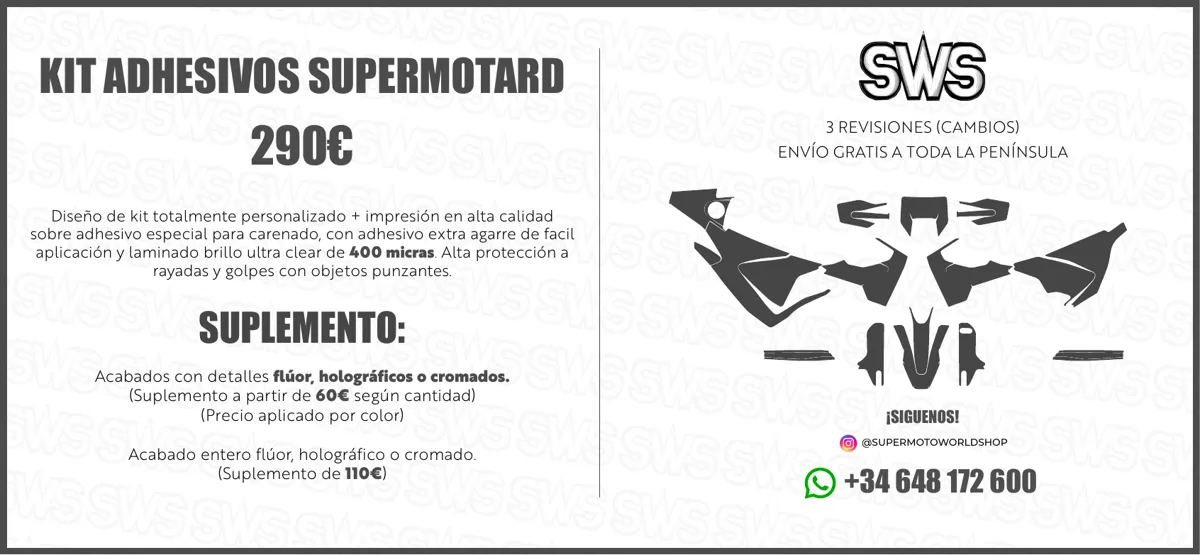 KIT ADHESIVOS SUPERMOTARD
290€
Diseño de kit totalmente personalizado + impresión en alta calidad
sobre adhesivo especial para carenado, con adhesivo extra agarre de facil
aplicación y laminado brillo ultra clear de 400 micras. Alta protección a
rayadas y golpes con objetos punzantes.
SUPLEMENTO:
Acabados con detalles flúor, holográficos o cromados.
(Suplemento a partir de 60€ según cantidad)
(Precio aplicado por color)
Acabado entero flúor, holográfico o cromado.
(Suplemento de 110€)
SWS
3 REVISIONES (CAMBIOS)
ENVÍO GRATIS A TODA LA PENÍNSULA
¡SIGUENOS!
@SUPERMOTOWORLDSHOP
+34 648 172 600